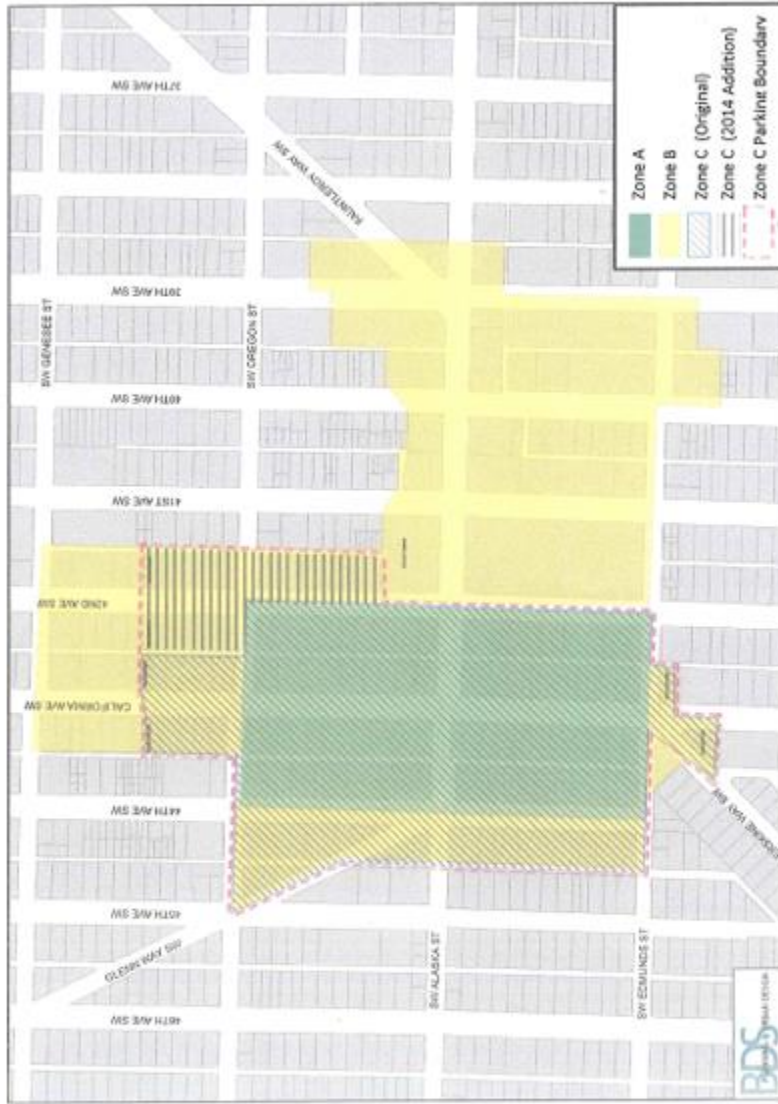 37TH AVE SW
FAUNTLEROY WAY SW
39TH AVE SW
SW GENESEE ST
SW OREGON ST
40TH AVE SW
41ST AVE SW
42ND AVE SW
CALIFORNIA AVE SW
44TH AVE SW
45TH AVE SW
GLENN WAY SW
46TH AVE SW
SW ALASKA ST
SW EDMUNDS ST
WAY SW
Zone A
Zone B
Zone C (Original)
Zone C (2014 Addition)
Zone C Parking Boundary
BDS